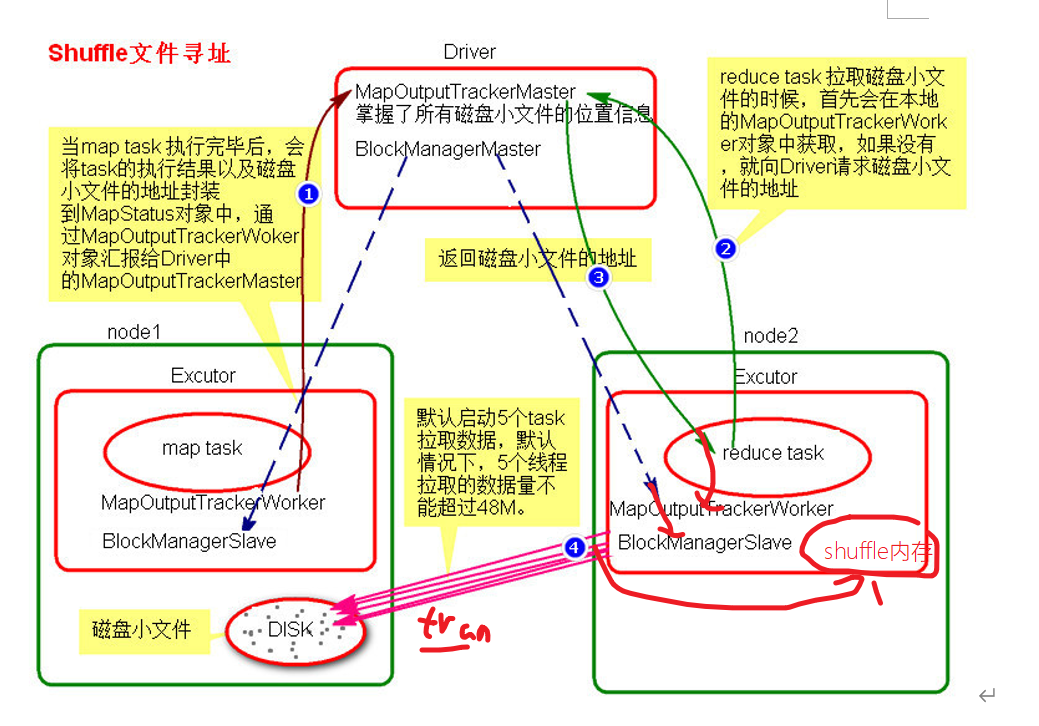 Shuffle文件寻址
Driver
MapOutputTrackerMaster
掌握了所有磁盘小文件的位置信息
BlockManagerMaster
reduce task 拉取磁盘小文
件的时候，首先会在本地
的MapOutputTrackerWork
er对象中获取，如果没有
，就向Driver请求磁盘小文
件的地址
当map task 执行完毕后，会
将task的执行结果以及磁盘
小文件的地址封装
到MapStatus对象中，通
过MapOutputTrackerWoker
对象汇报给Driver中
的MapOutputTrackerMaster
1
2
返回磁盘小文件的地址
3
node1
Excutor
map task
MapOutputTrackerWorker
BlockManagerSlave
磁盘小文件
DISK
默认启动5个task
拉取数据，默认
情况下，5个线程
拉取的数据量不
能超过48M。
4
tran
node2
Excutor
reduce task
MapOutputTrackerWorker
BlockManagerSlave
shuffle内存